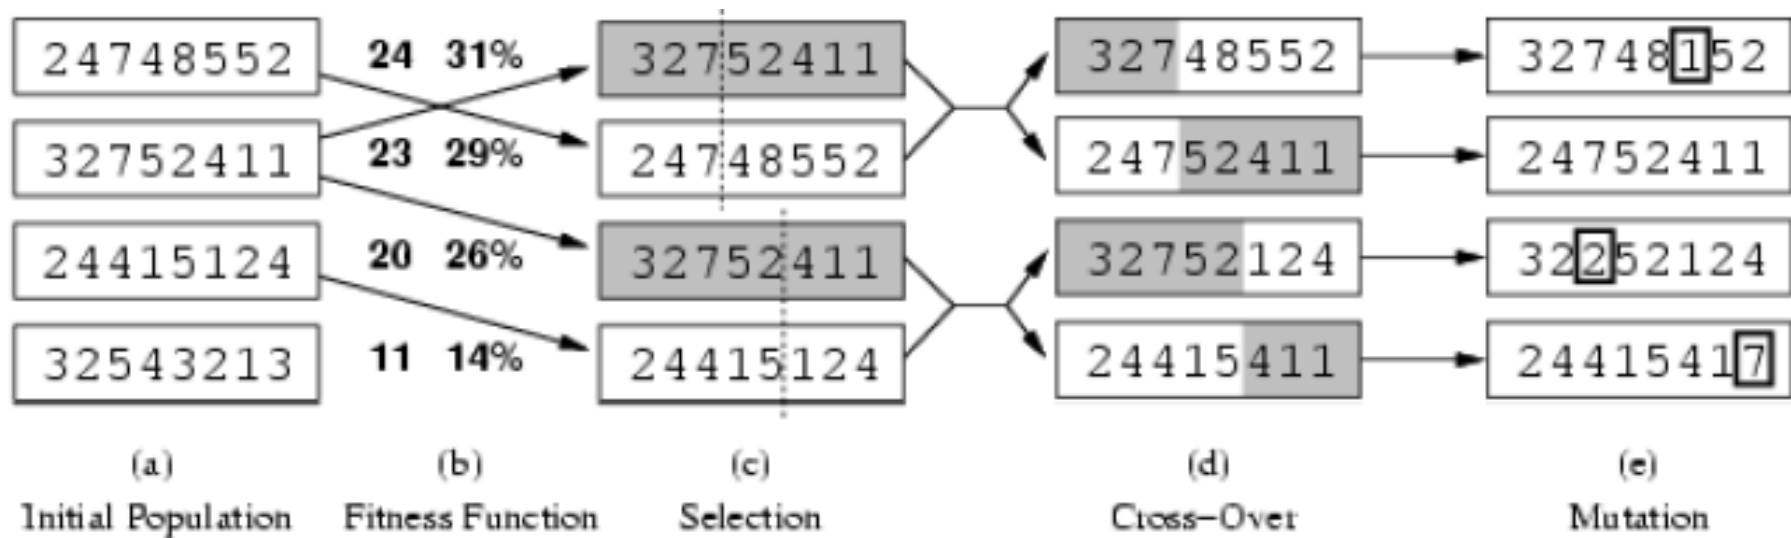 24748552 24 31% 32752411 32748552 32748152
32752411 23 29% 24748552 24752411 24752411
24415124 20 26% 32752411 32752124 32252124
32543213 11 14% 24415124 24415411 24415417
(a) (b) (c) (d) (e)
Initial Population Fitness Function Selection Cross-Over Mutation